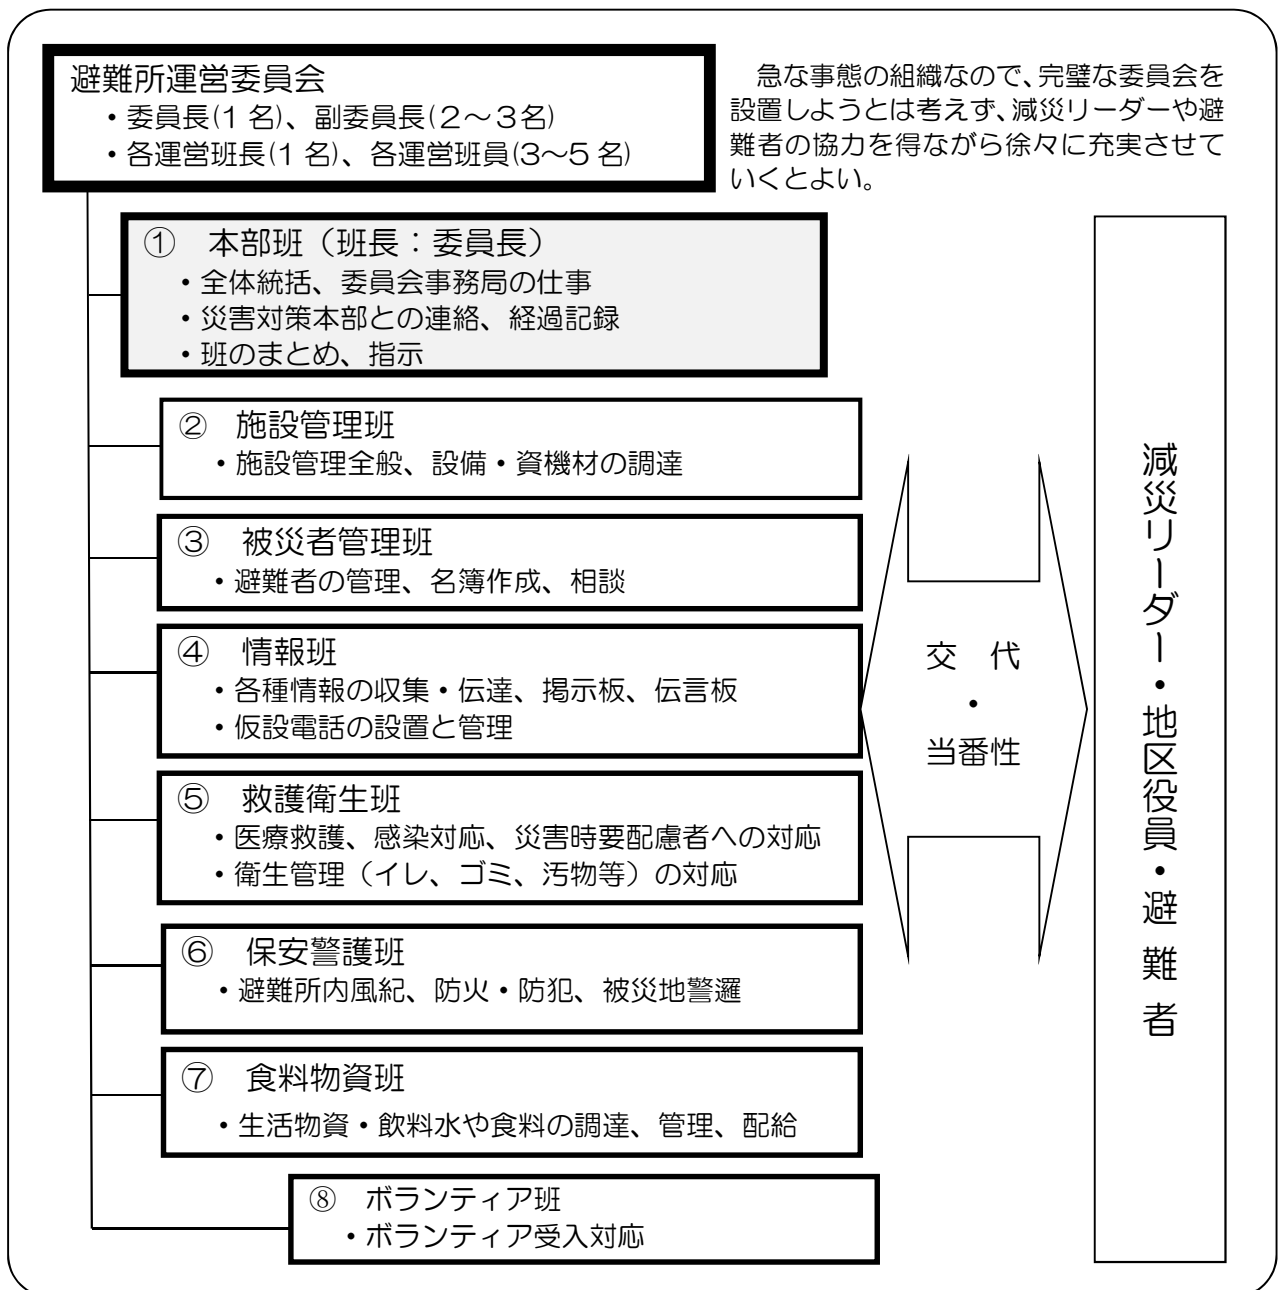 避難所運営委員会
・委員長(1 名)、副委員長(２～３名)
・各運営班長(1 名)、各運営班員(3～5 名)
急な事態の組織なので、完璧な委員会を
設置しようとは考えず、減災リーダーや避
難者の協力を得ながら徐々に充実させて
いくとよい。
①　本部班（班長：委員長）
・全体統括、委員会事務局の仕事
・災害対策本部との連絡、経過記録
・班のまとめ、指示
②　施設管理班
・施設管理全般、設備・資機材の調達
③　被災者管理班
・避難者の管理、名簿作成、相談
④　情報班
・各種情報の収集・伝達、掲示板、伝言板
・仮設電話の設置と管理
⑤　救護衛生班
・医療救護、感染対応、災害時要配慮者への対応
・衛生管理（イレ、ゴミ、汚物等）の対応
⑥　保安警護班
・避難所内風紀、防火・防犯、被災地警邏
⑦　食料物資班
・生活物資・飲料水や食料の調達、管理、配給
⑧　ボランティア班
・ボランティア受入対応
交　代
・
当番性
減災リーダー・地区役員・避難者